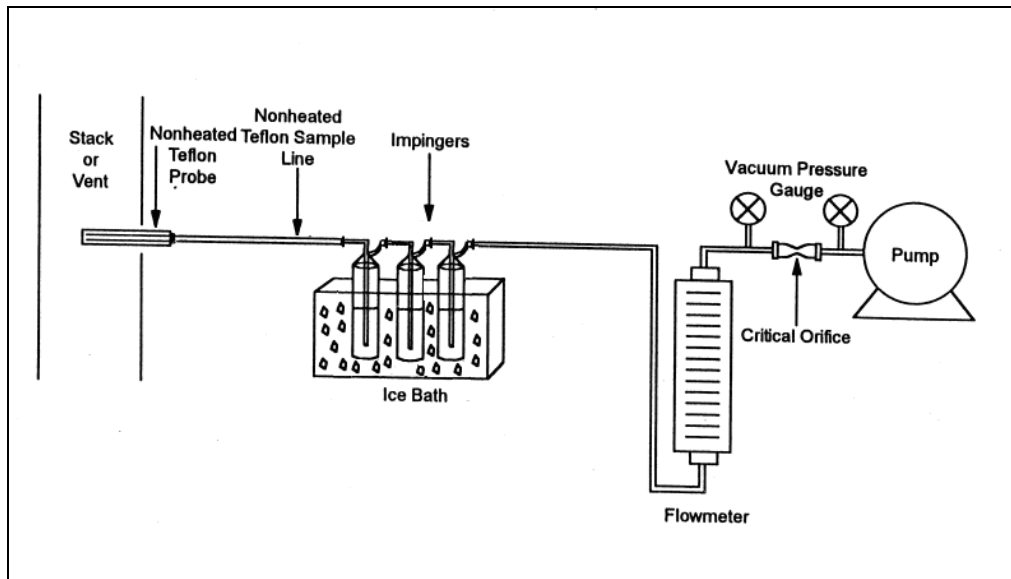 Stack
or
Vent
Nonheated
Teflon
Probe
Nonheated
Teflon Sample
Line
Impingers
Ice Bath
Vacuum Pressure
Gauge
Pump
Critical Orifice
Flowmeter